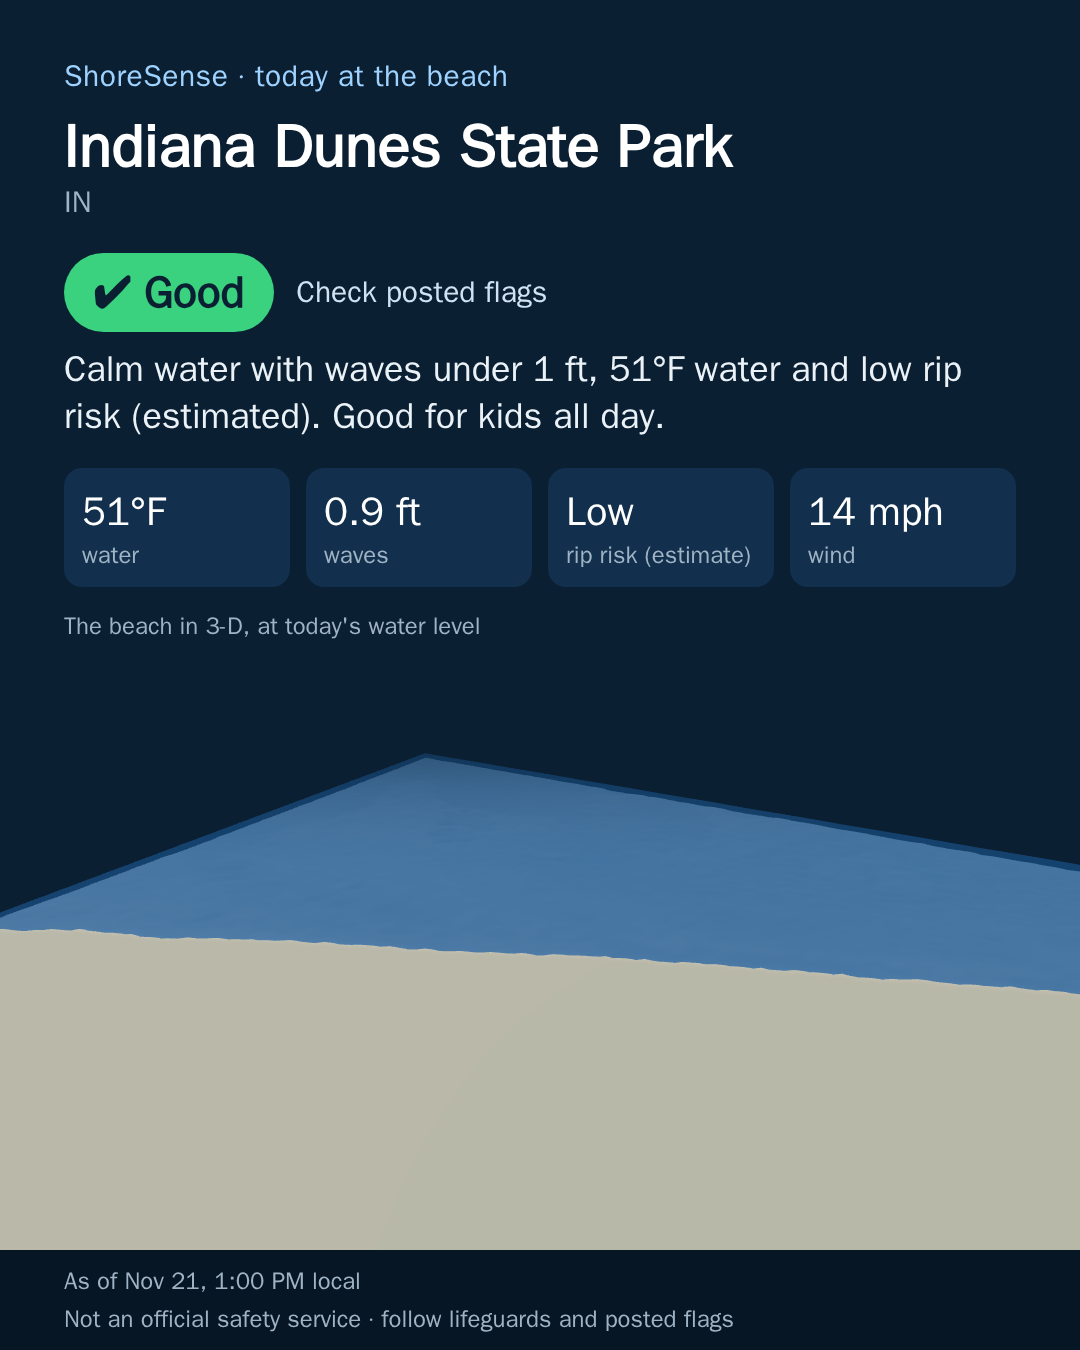 ShoreSense · today at the beach
Indiana Dunes State Park
IN
✔ Good
Check posted flags
Calm water with waves under 1 ft, 51°F water and low rip
risk (estimated). Good for kids all day.
51°F
water
0.9 ft
waves
Low
rip risk (estimate)
14 mph
wind
The beach in 3-D, at today's water level
As of Nov 21, 1:00 PM local
Not an official safety service · follow lifeguards and posted flags